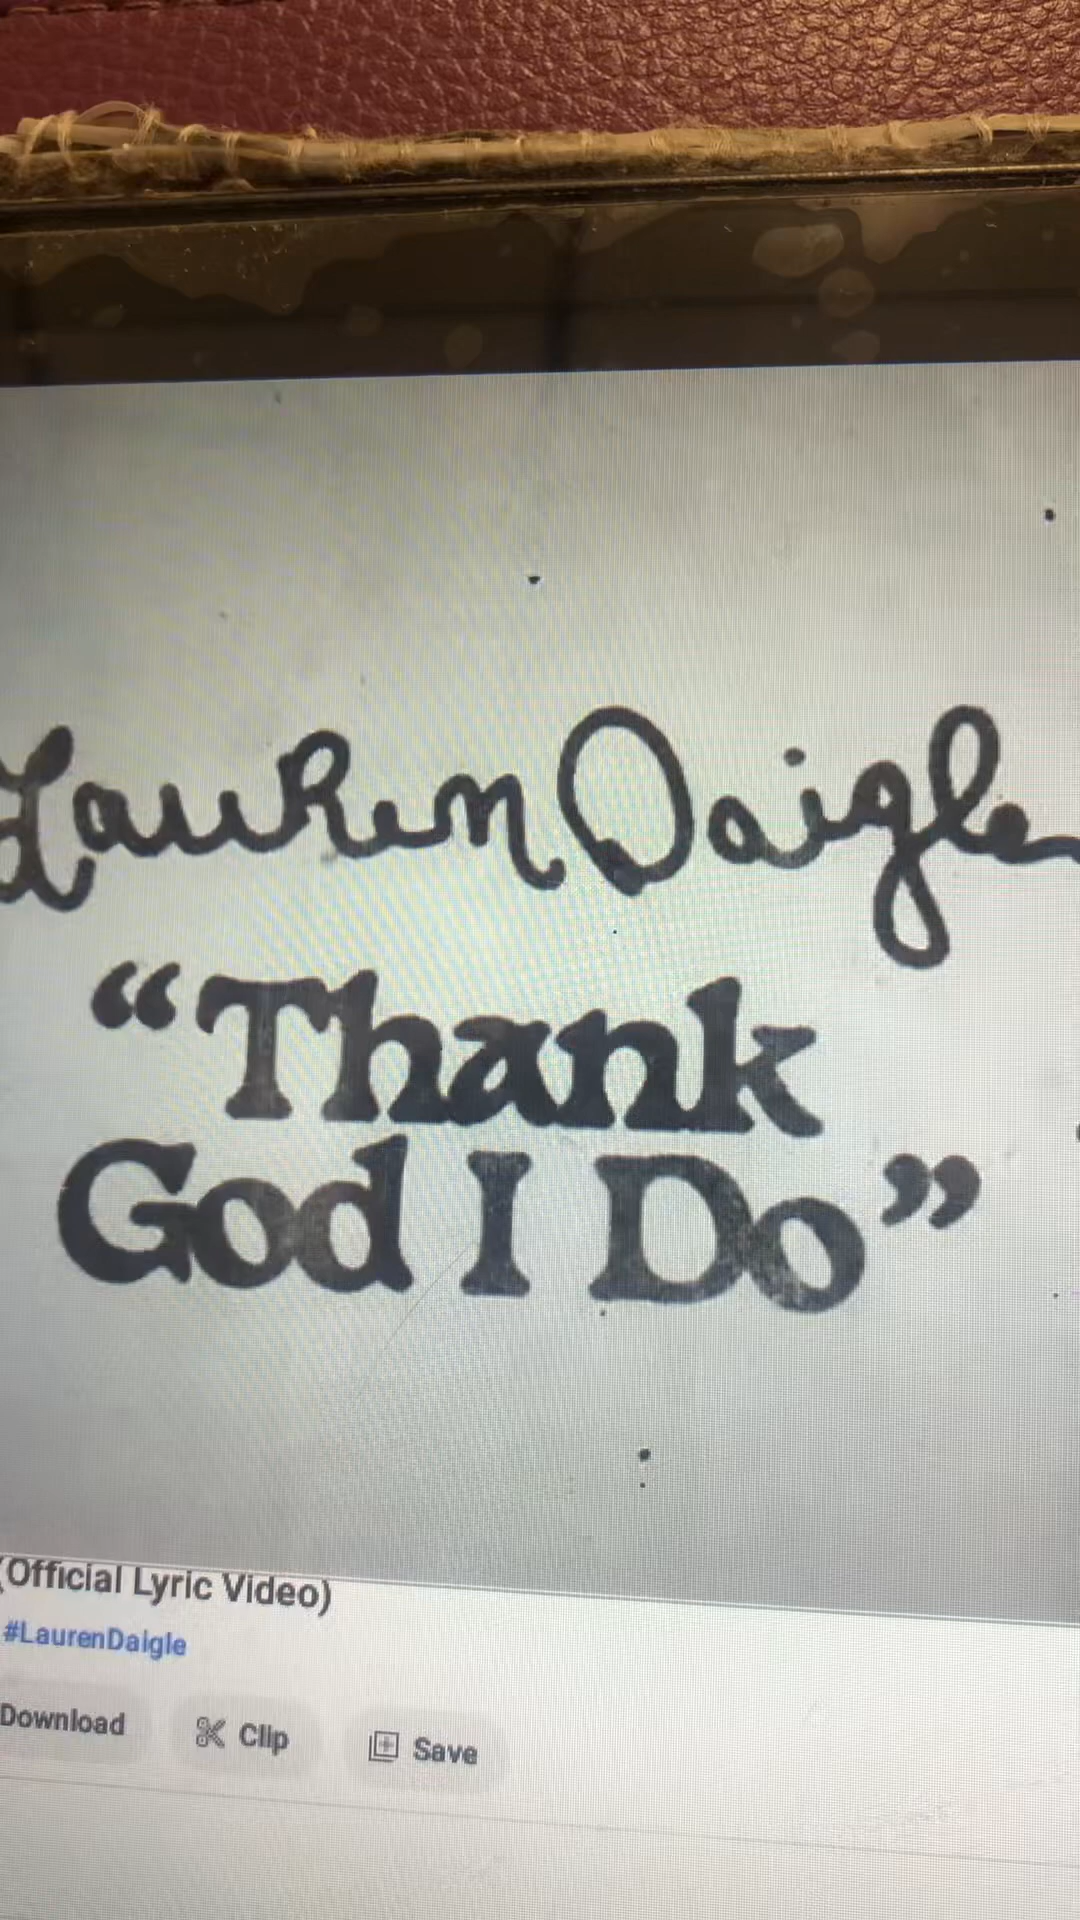 Lauren Daigle
“Thank
God I Do”
(Official Lyric Video)
#LaurenDaigle
Download
Clip
Save